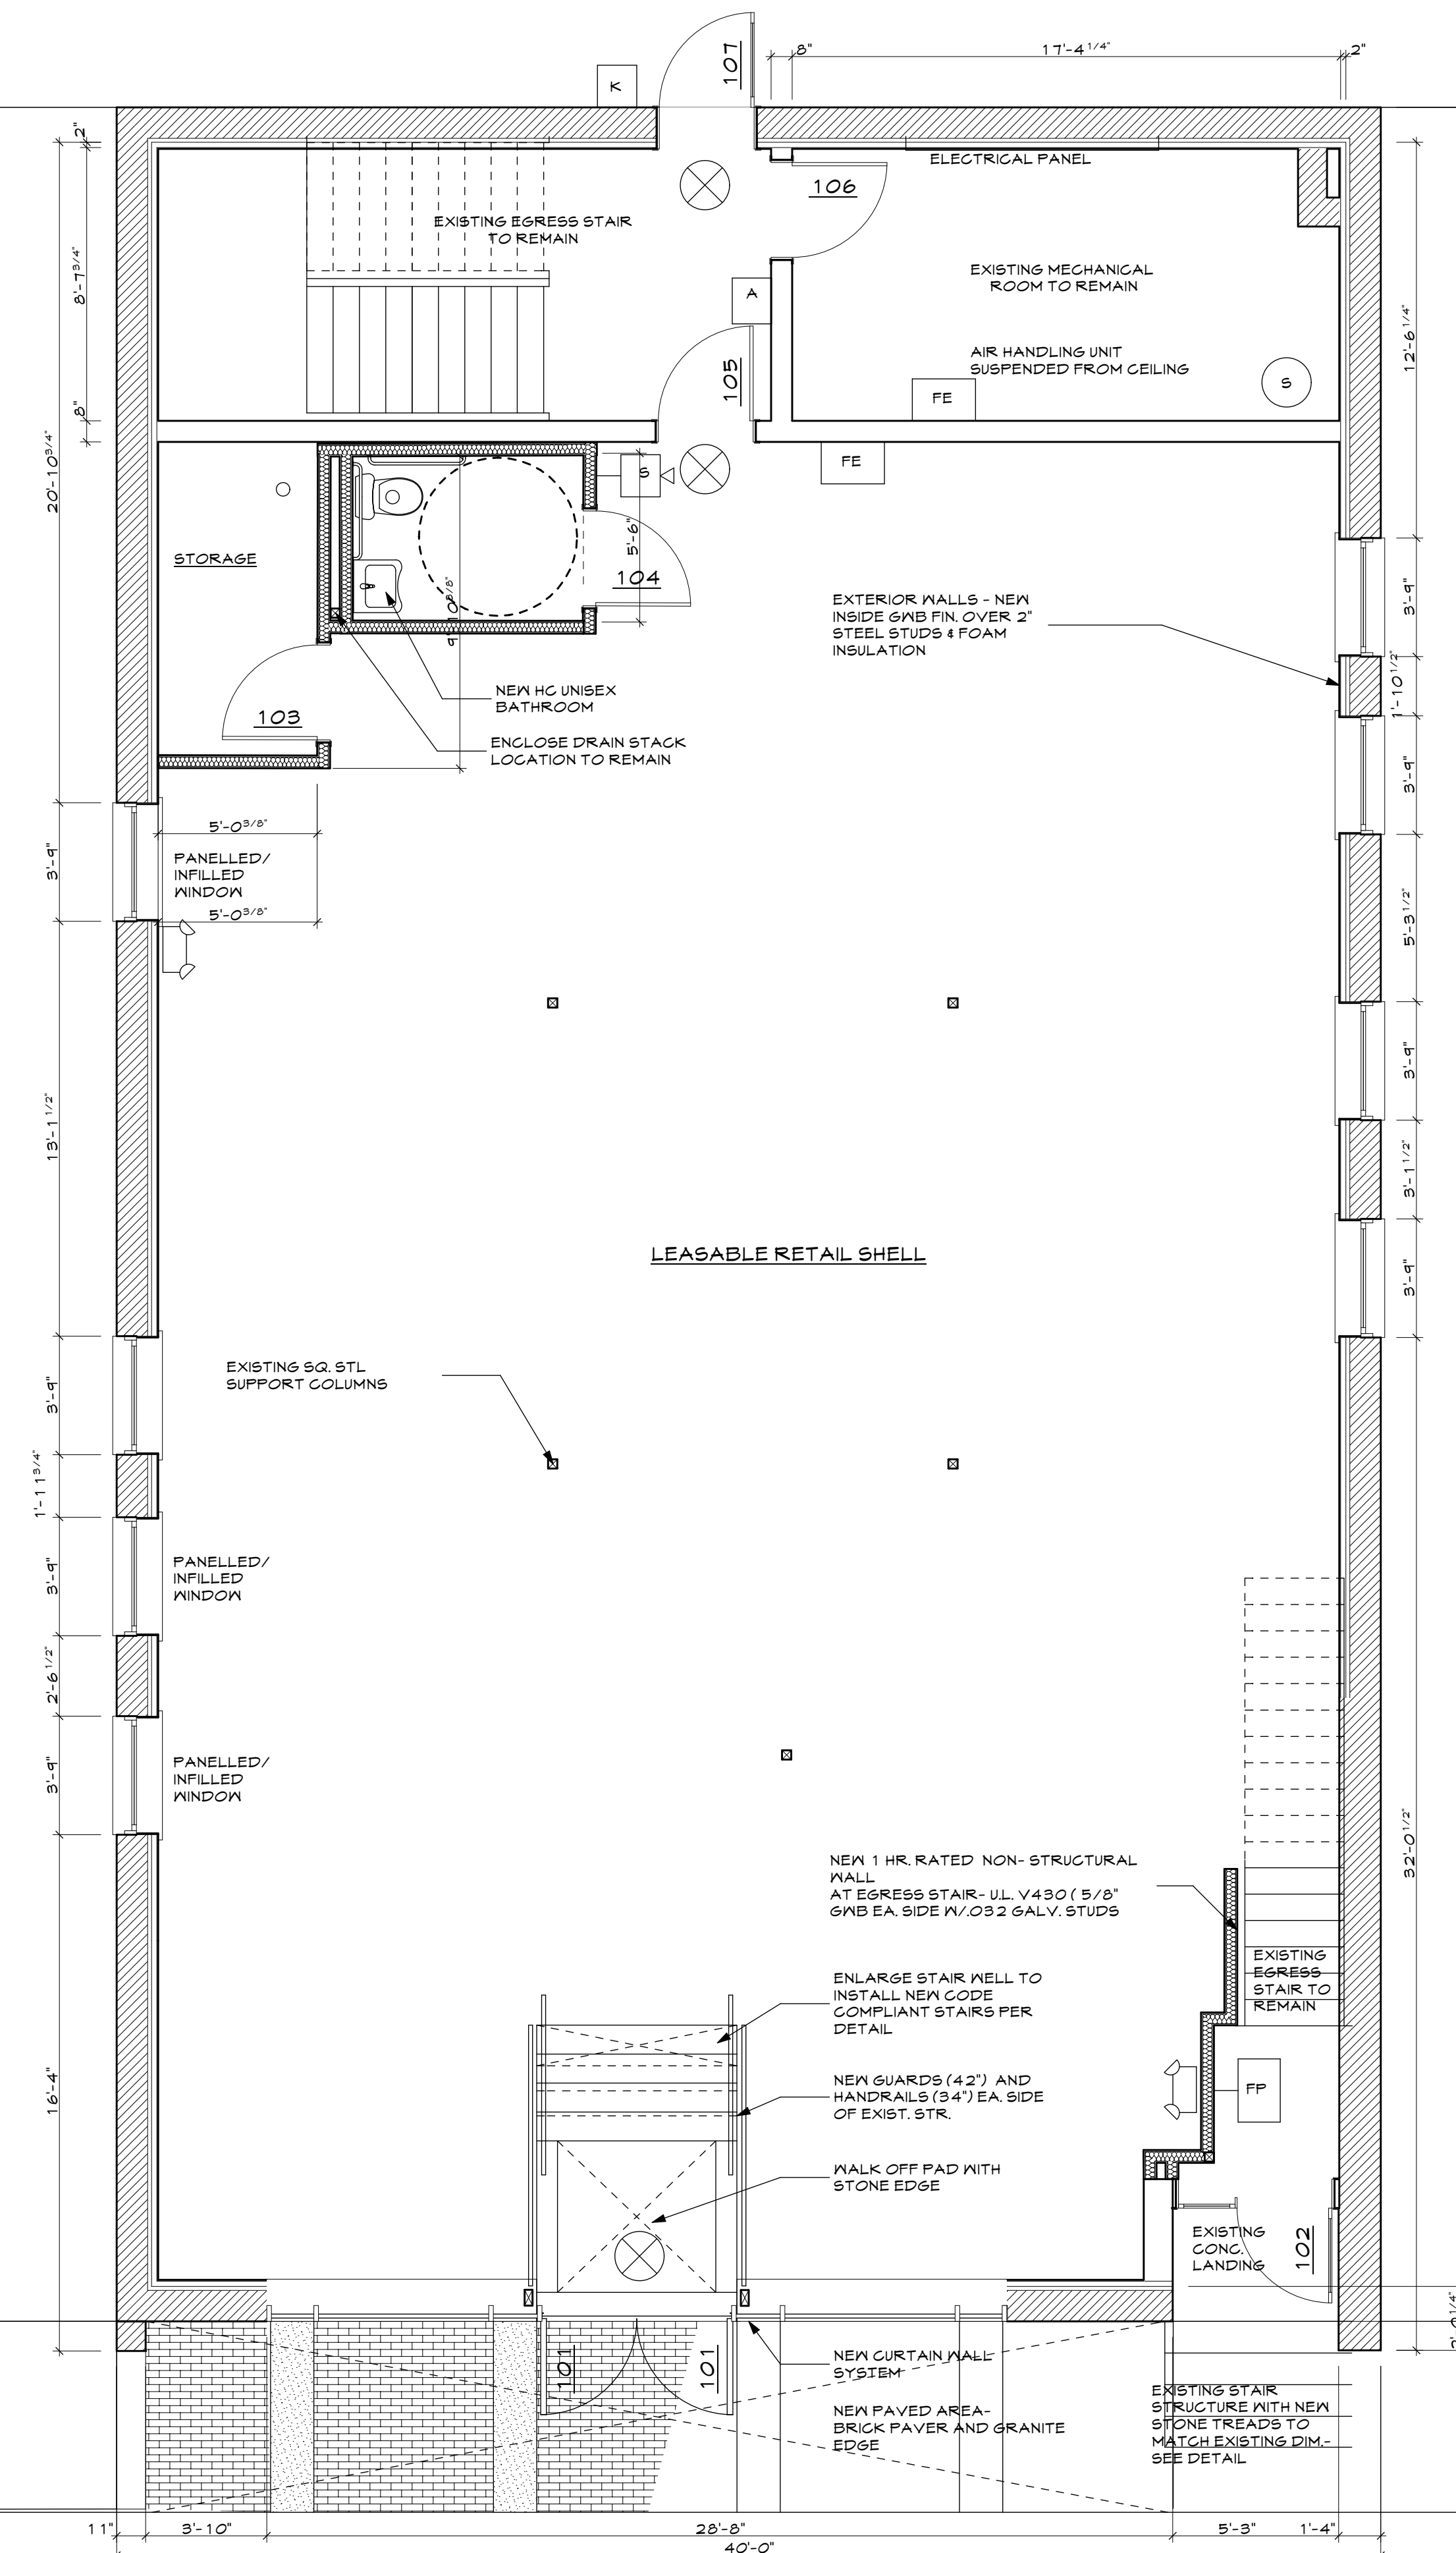 107
8"
17'-4 1/4"
2"
K
2"
ELECTRICAL PANEL
106
EXISTING EGRESS STAIR
TO REMAIN
8'-7 3/4"
EXISTING MECHANICAL
ROOM TO REMAIN
A
12'-6 1/4"
105
AIR HANDLING UNIT
SUSPENDED FROM CEILING
S
FE
8"
20'-10 3/4"
FE
S
5'-6"
STORAGE
104
9'-10 3/8"
3'-9"
EXTERIOR WALLS - NEW
INSIDE GWB FIN. OVER 2"
STEEL STUDS & FOAM
INSULATION
1'-10 1/2"
NEW HC UNISEX
BATHROOM
103
ENCLOSE DRAIN STACK
LOCATION TO REMAIN
3'-9"
5'-0 3/8"
3'-9"
PANELLED/
INFILLED
WINDOW
5'-0 3/8"
5'-3 1/2"
3'-9"
13'-1 1/2"
3'-1 1/2"
LEASABLE RETAIL SHELL
3'-9"
EXISTING SQ. STL
SUPPORT COLUMNS
3'-9"
1'-11 3/4"
PANELLED/
INFILLED
WINDOW
3'-9"
2'-6 1/2"
PANELLED/
INFILLED
WINDOW
3'-9"
32'-0 1/2"
NEW 1 HR. RATED NON- STRUCTURAL
WALL
AT EGRESS STAIR- U.L. V430 ( 5/8"
GWB EA. SIDE W/.032 GALV. STUDS
EXISTING
EGRESS
STAIR TO
REMAIN
ENLARGE STAIR WELL TO
INSTALL NEW CODE
COMPLIANT STAIRS PER
DETAIL
16'-4"
NEW GUARDS (42") AND
HANDRAILS (34") EA. SIDE
OF EXIST. STR.
FP
WALK OFF PAD WITH
STONE EDGE
EXISTING
CONC.
LANDING
102
101
101
NEW CURTAIN WALL
SYSTEM
NEW PAVED AREA-
BRICK PAVER AND GRANITE
EDGE
EXISTING STAIR
STRUCTURE WITH NEW
STONE TREADS TO
MATCH EXISTING DIM.-
SEE DETAIL
11"
3'-10"
28'-8"
5'-3"
1'-4"
40'-0"